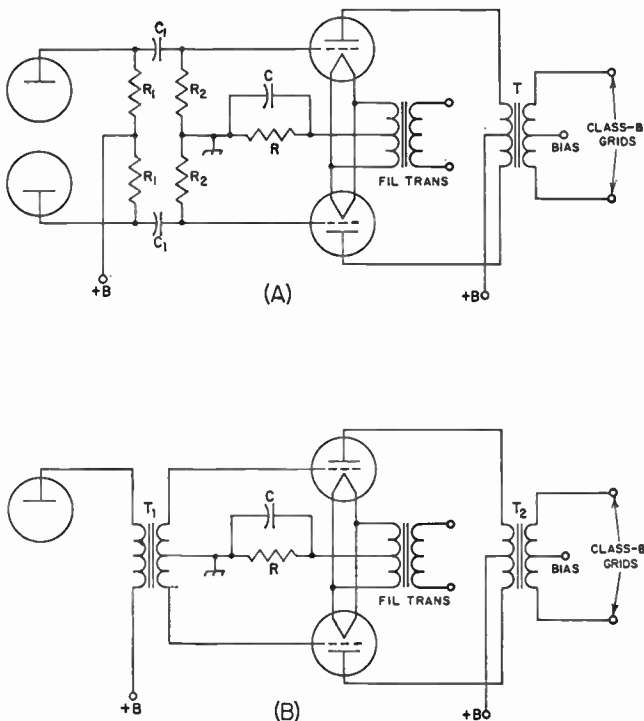 C1
R1
R2
C
R
T
FIL TRANS
BIAS
CLASS-B
GRIDS
R1
R2
C1
+B
+B
(A)
T1
C
R
T2
FIL TRANS
BIAS
CLASS-B
GRIDS
+B
+B
(B)